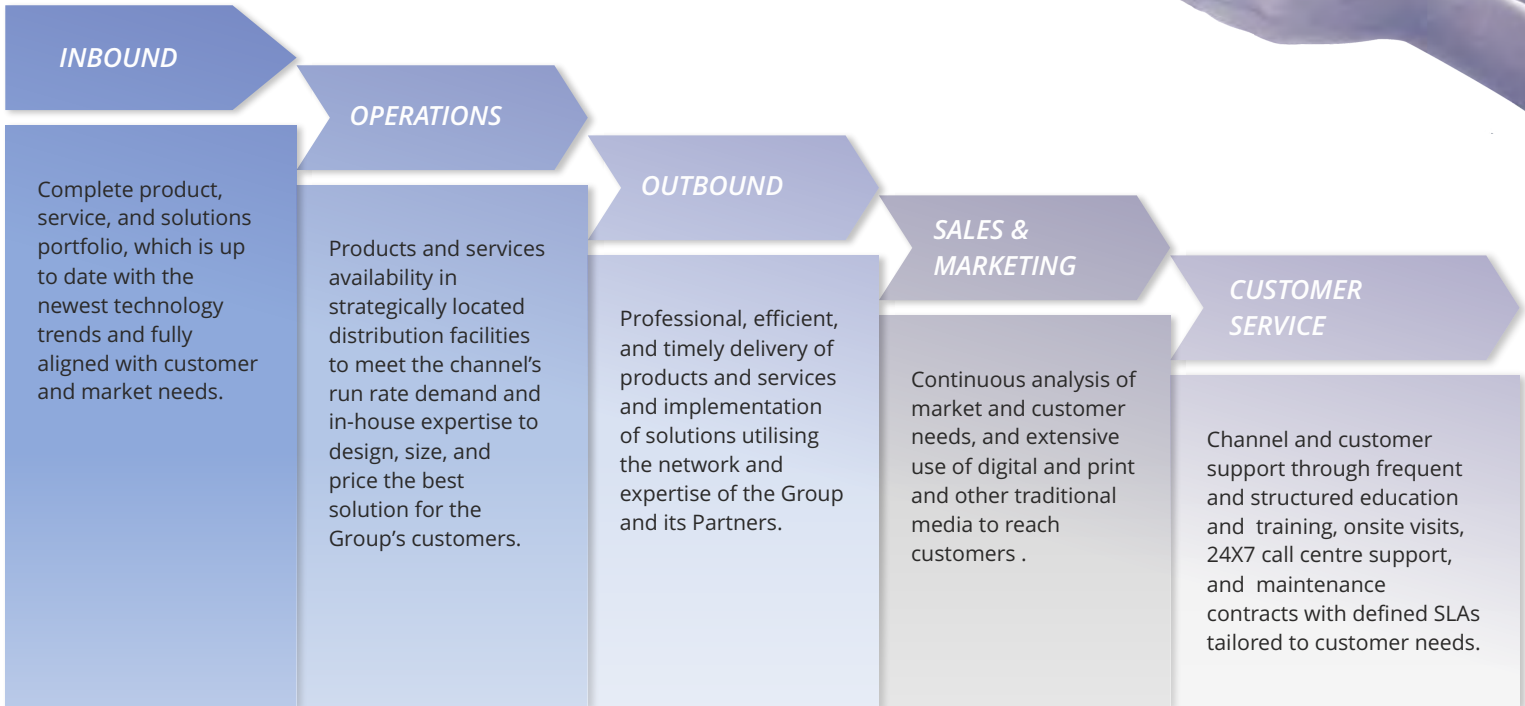 INBOUND
Complete product,
service, and solutions
portfolio, which is up
to date with the
newest technology
trends and fully
aligned with customer
and market needs.
OPERATIONS
Products and services
availability in
strategically located
distribution facilities
to meet the channel’s
run rate demand and
in-house expertise to
design, size, and
price the best
solution for the
Group’s customers.
OUTBOUND
Professional, efficient,
and timely delivery of
products and services
and implementation
of solutions utilising
the network and
expertise of the Group
and its Partners.
SALES &
MARKETING
Continuous analysis of
market and customer
needs, and extensive
use of digital and print
and other traditional
media to reach
customers .
CUSTOMER
SERVICE
Channel and customer
support through frequent
and structured education
and  training, onsite visits,
24X7 call centre support,
and  maintenance
contracts with defined SLAs
tailored to customer needs.